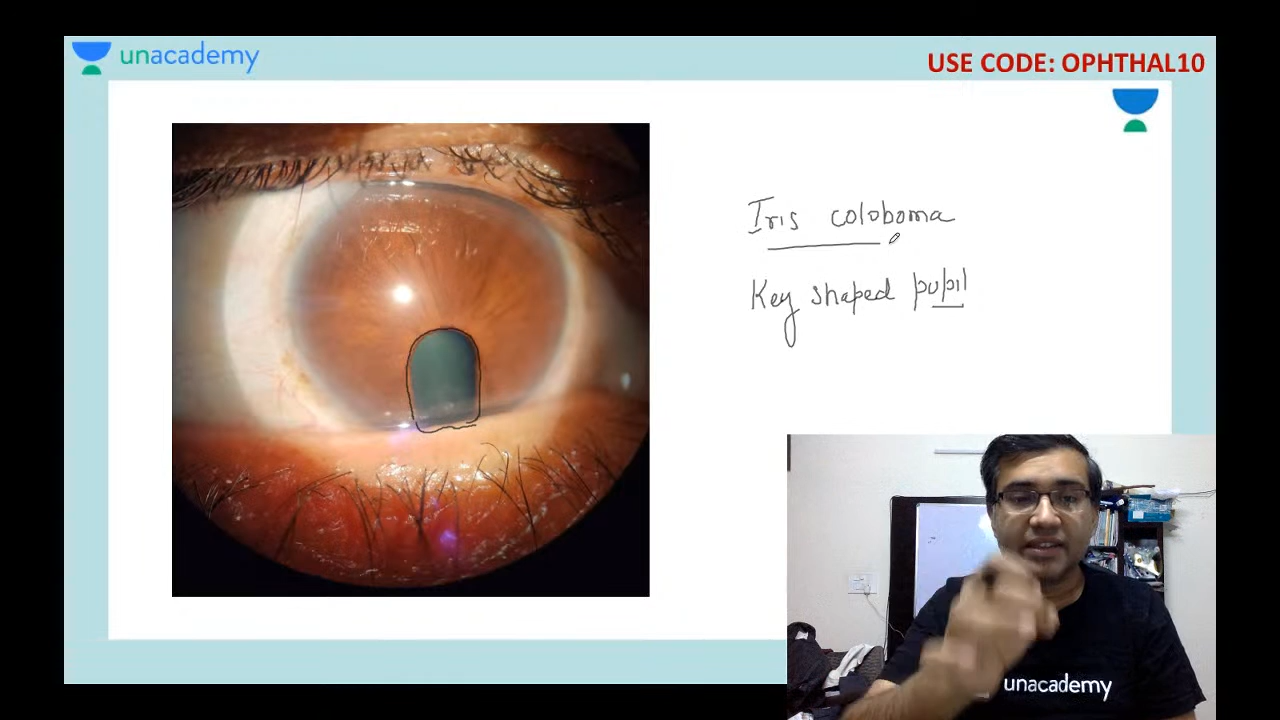 unacademy
USE CODE: OPHTHAL10
Iris coloboma
Key shaped pupil
unacademy